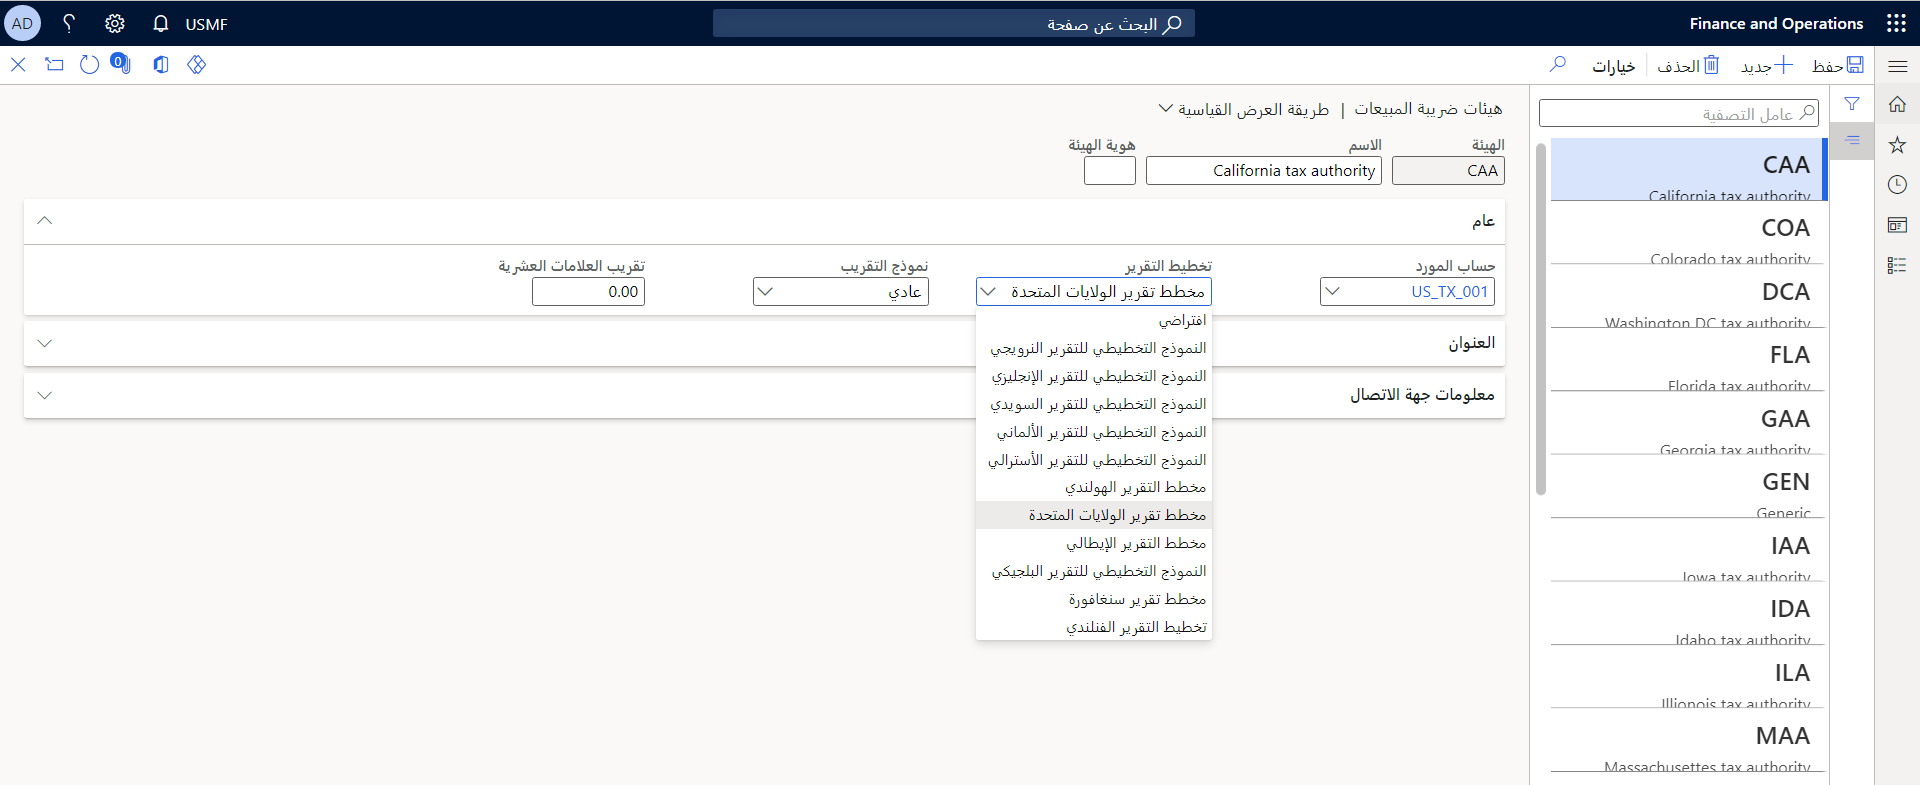 Finance and Operations
البحث عن صفحة
USMF
AD
حفظ
جديد
الحذف
خيارات
0
هيئات ضريبة المبيعات | طريقة العرض القياسية
الهيئة
الاسم
هوية الهيئة
CAA
California tax authority
عام
حساب المورد
تخطيط التقرير
نموذج التقريب
تقريب العلامات العشرية
US_TX_001
مخطط تقرير الولايات المتحدة
عادي
0.00
افتراضي
النموذج التخطيطي للتقرير النرويجي
النموذج التخطيطي للتقرير الإنجليزي
النموذج التخطيطي للتقرير السويدي
النموذج التخطيطي للتقرير الألماني
النموذج التخطيطي للتقرير الأسترالي
مخطط التقرير الهولندي
مخطط تقرير الولايات المتحدة
مخطط التقرير الإيطالي
النموذج التخطيطي للتقرير البلجيكي
مخطط تقرير سنغافورة
تخطيط التقرير الفنلندي
العنوان
معلومات جهة الاتصال
عامل التصفية
CAA
California tax authority
COA
Colorado tax authority
DCA
Washington DC tax authority
FLA
Florida tax authority
GAA
Georgia tax authority
GEN
Generic
IAA
Iowa tax authority
IDA
Idaho tax authority
ILA
Illionois tax authority
MAA
Massachusettes tax authority